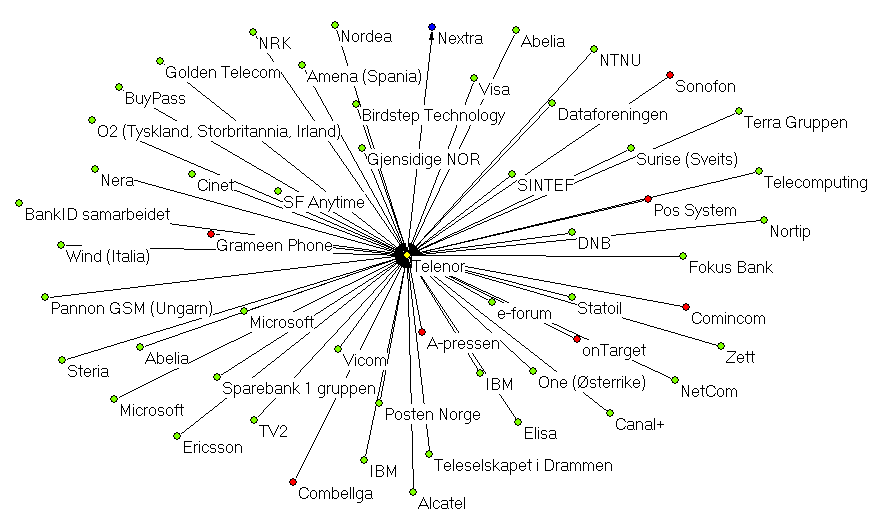 Nordea
NRK
Nextra
Abelia
NTNU
Golden Telecom
Amena (Spania)
Visa
Sonofon
BuyPass
Birdstep Technology
Dataforeningen
Terra Gruppen
O2 (Tyskland, Storbritannia, Irland)
Gjensidige NOR
Surise (Sveits)
Nera
Cinet
SF Anytime
SINTEF
Telecomputing
BankID samarbeidet
Pos System
Grameen Phone
DNB
Nortip
Wind (Italia)
Telenor
Fokus Bank
Pannon GSM (Ungarn)
Microsoft
e-forum
Statoil
Comincom
A-pressen
onTarget
Steria
Abelia
Vicom
Zett
Sparebank 1 gruppen
IBM
One (Østerrike)
NetCom
Microsoft
Posten Norge
Canal+
Ericsson
TV2
Elisa
IBM
Teleselskapet i Drammen
Combellga
Alcatel